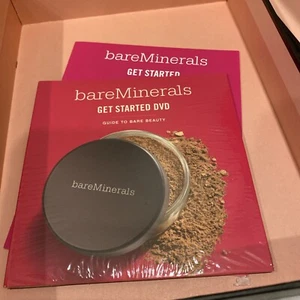 bareMinerals
GET STARTED
bareMinerals
GET STARTED DVD
GUIDE TO BARE BEAUTY
bareMinerals